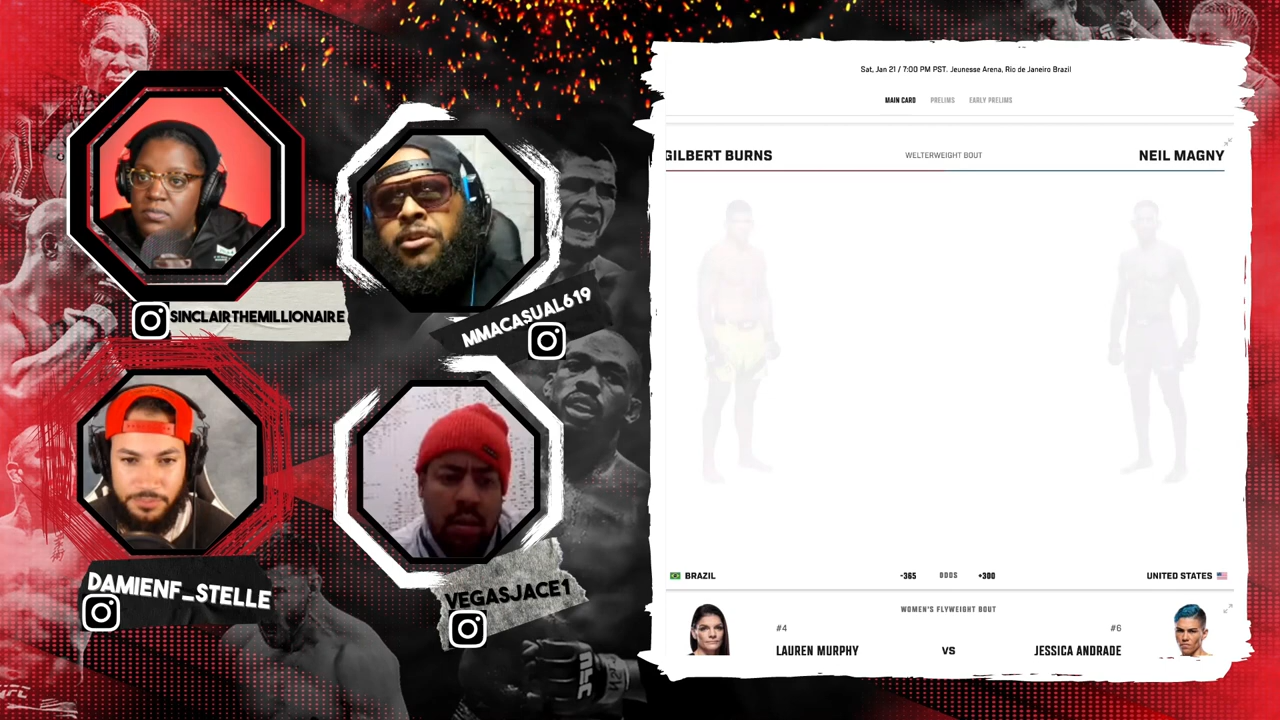 SINCLAIRTHEMILLIONAIRE
MMACASUAL619
DAMIENF_STELLE
VEGASJACE1
UFC
UFC
Sat, Jan 21 / 7:00 PM PST. Jeunesse Arena, Rio de Janeiro Brazil
MAIN CARD PRELIMS EARLY PRELIMS
GILBERT BURNS WELTERWEIGHT BOUT NEIL MAGNY
BRAZIL -365 ODDS +300 UNITED STATES
WOMEN'S FLYWEIGHT BOUT
#4 #6
LAUREN MURPHY VS JESSICA ANDRADE